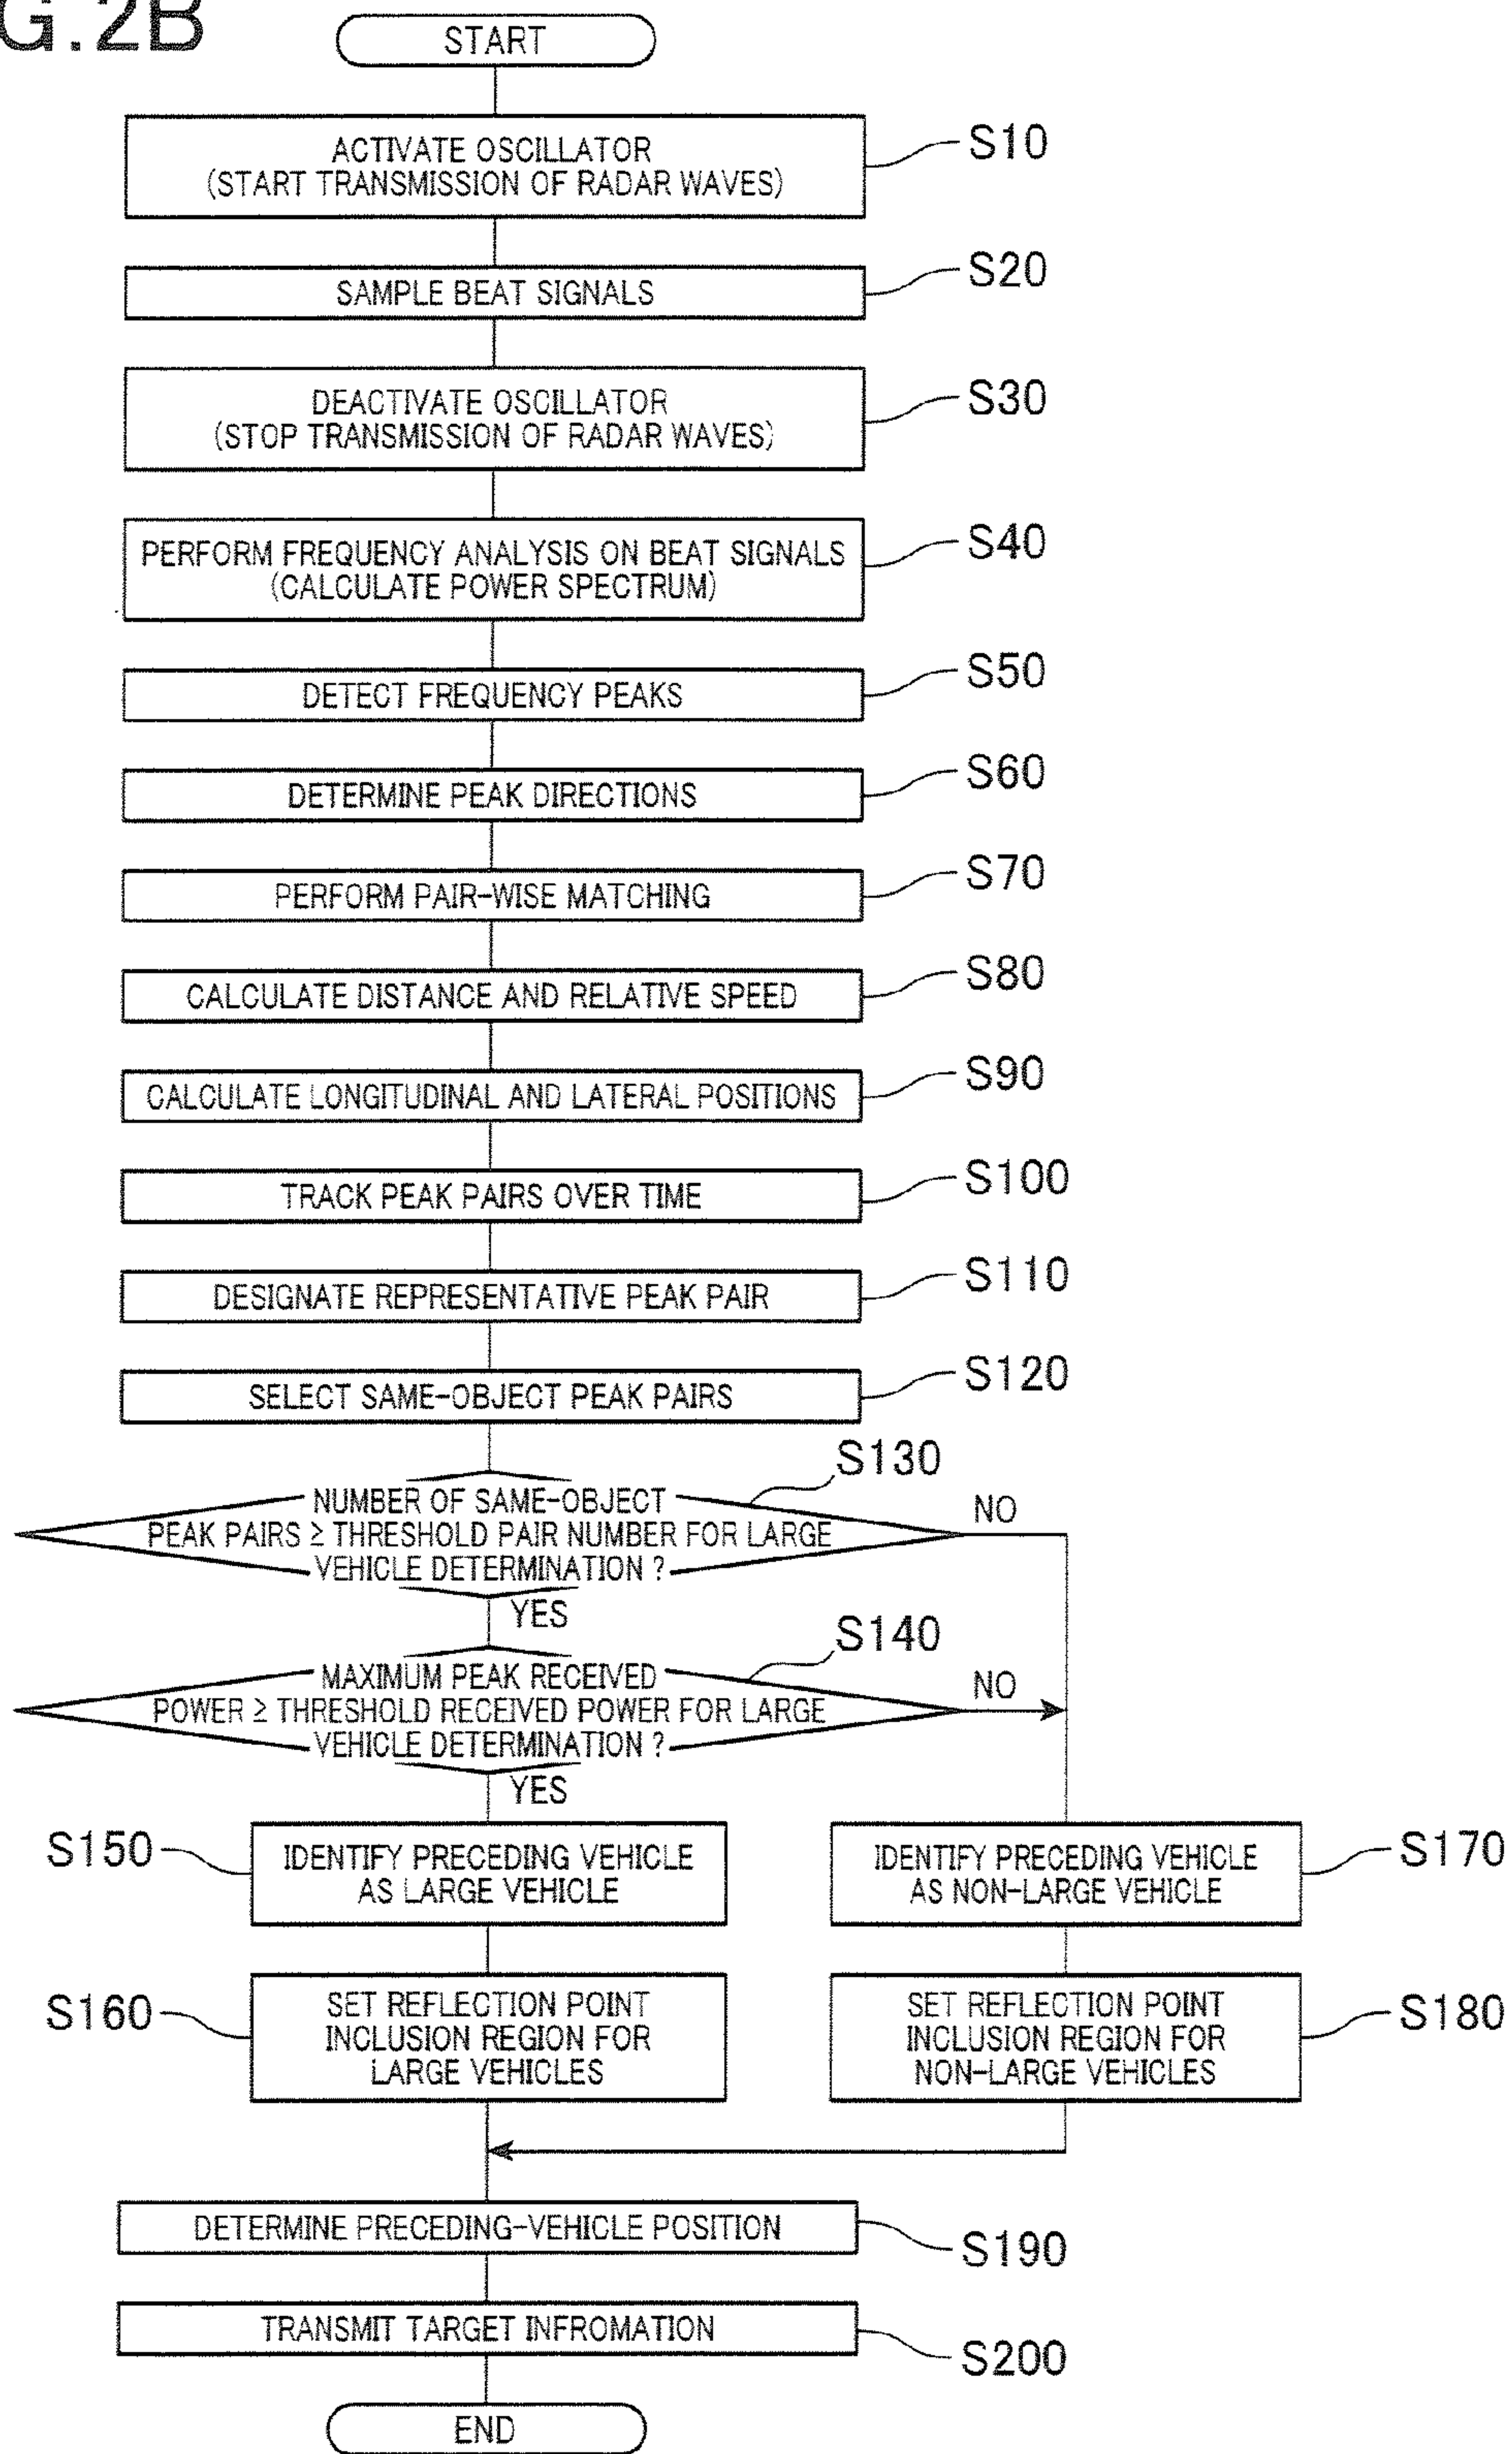 G.2B
START
ACTIVATE OSCILLATOR
(START TRANSMISSION OF RADAR WAVES)
S10
SAMPLE BEAT SIGNALS
S20
DEACTIVATE OSCILLATOR
(STOP TRANSMISSION OF RADAR WAVES)
S30
PERFORM FREQUENCY ANALYSIS ON BEAT SIGNALS
(CALCULATE POWER SPECTRUM)
S40
DETECT FREQUENCY PEAKS
S50
DETERMINE PEAK DIRECTIONS
S60
PERFORM PAIR-WISE MATCHING
S70
CALCULATE DISTANCE AND RELATIVE SPEED
S80
CALCULATE LONGITUDINAL AND LATERAL POSITIONS
S90
TRACK PEAK PAIRS OVER TIME
S100
DESIGNATE REPRESENTATIVE PEAK PAIR
S110
SELECT SAME-OBJECT PEAK PAIRS
S120
S130
NUMBER OF SAME-OBJECT
PEAK PAIRS ≥ THRESHOLD PAIR NUMBER FOR LARGE
VEHICLE DETERMINATION ?
NO
YES
S140
MAXIMUM PEAK RECEIVED
POWER ≥ THRESHOLD RECEIVED POWER FOR LARGE
VEHICLE DETERMINATION ?
NO
YES
S150
IDENTIFY PRECEDING VEHICLE
AS LARGE VEHICLE
IDENTIFY PRECEDING VEHICLE
AS NON-LARGE VEHICLE
S170
S160
SET REFLECTION POINT
INCLUSION REGION FOR
LARGE VEHICLES
SET REFLECTION POINT
INCLUSION REGION FOR
NON-LARGE VEHICLES
S180
DETERMINE PRECEDING-VEHICLE POSITION
S190
TRANSMIT TARGET INFROMATION
S200
END